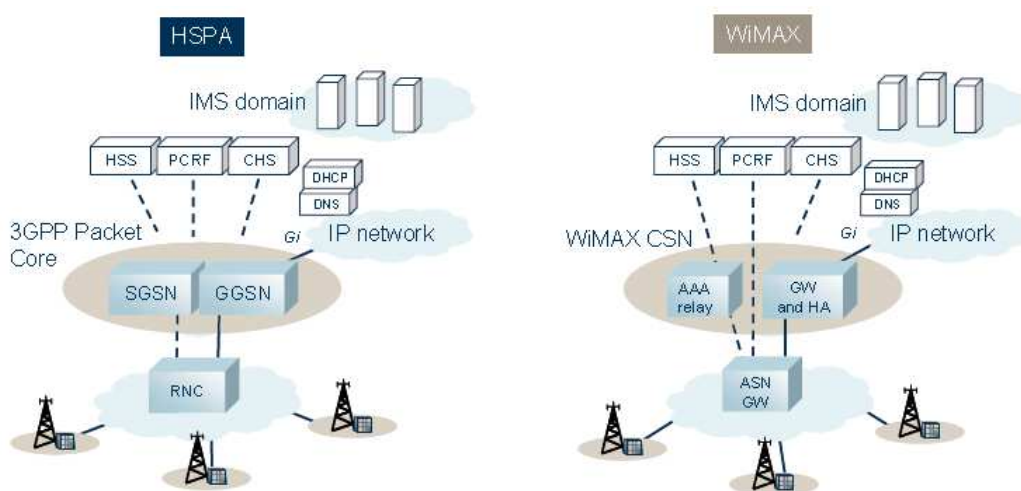 HSPA
IMS domain
HSS
PCRF
CHS
DHCP
DNS
3GPP Packet
Core
Gi
IP network
SGSN
GGSN
RNC
WiMAX
IMS domain
HSS
PCRF
CHS
DHCP
DNS
WiMAX CSN
Gi
IP network
AAA
relay
GW
and HA
ASN
GW